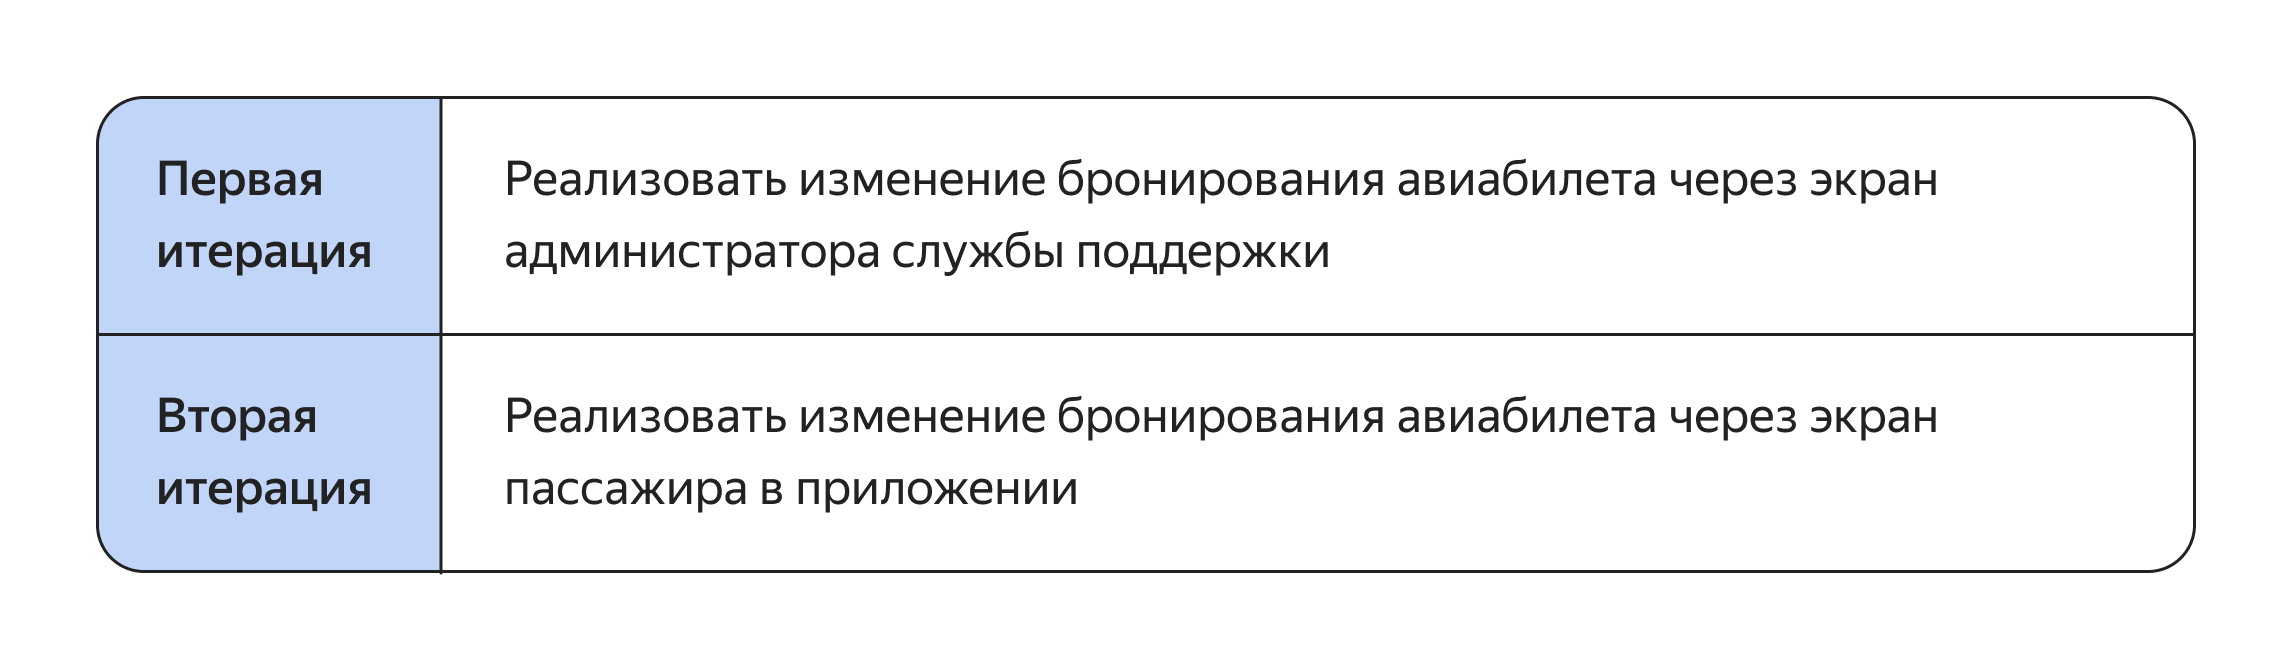 Первая
итерация
Реализовать изменение бронирования авиабилета через экран
администратора службы поддержки
Вторая
итерация
Реализовать изменение бронирования авиабилета через экран
пассажира в приложении